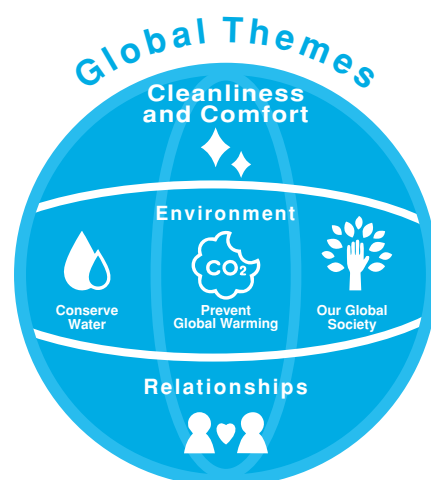 Global Themes
Cleanliness
and Comfort
Environment
CO2
Conserve
Water
Prevent
Global Warming
Our Global
Society
Relationships